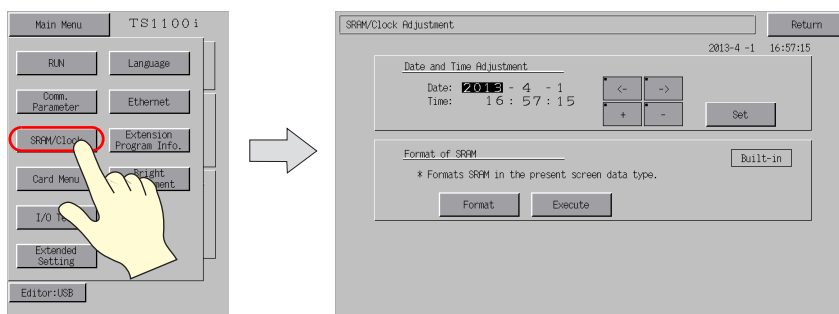 Main Menu TS1100i
RUN Language
Comm.
Parameter
Ethernet
SRAM/Clock
Extension
Program Info.
Card Menu
Bright
I/O
Extended
Setting
Editor:USB
SRAM/Clock Adjustment Return
2013-4 -1 16:57:15
Date and Time Adjustment
Date: 2013 - 4 - 1
Time: 16 : 57 : 15
<- ->
+ -
Set
Format of SRAM
Built-in
* Formats SRAM in the present screen data type.
Format Execute